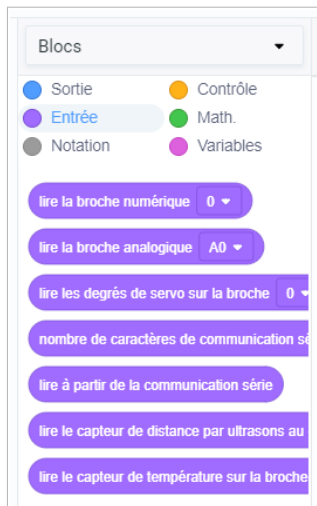 Blocs
Sortie Contrôle
Entrée Math.
Notation Variables
lire la broche numérique 0
lire la broche analogique A0
lire les degrés de servo sur la broche 0
nombre de caractères de communication sé
lire à partir de la communication série
lire le capteur de distance par ultrasons au
lire le capteur de température sur la broche